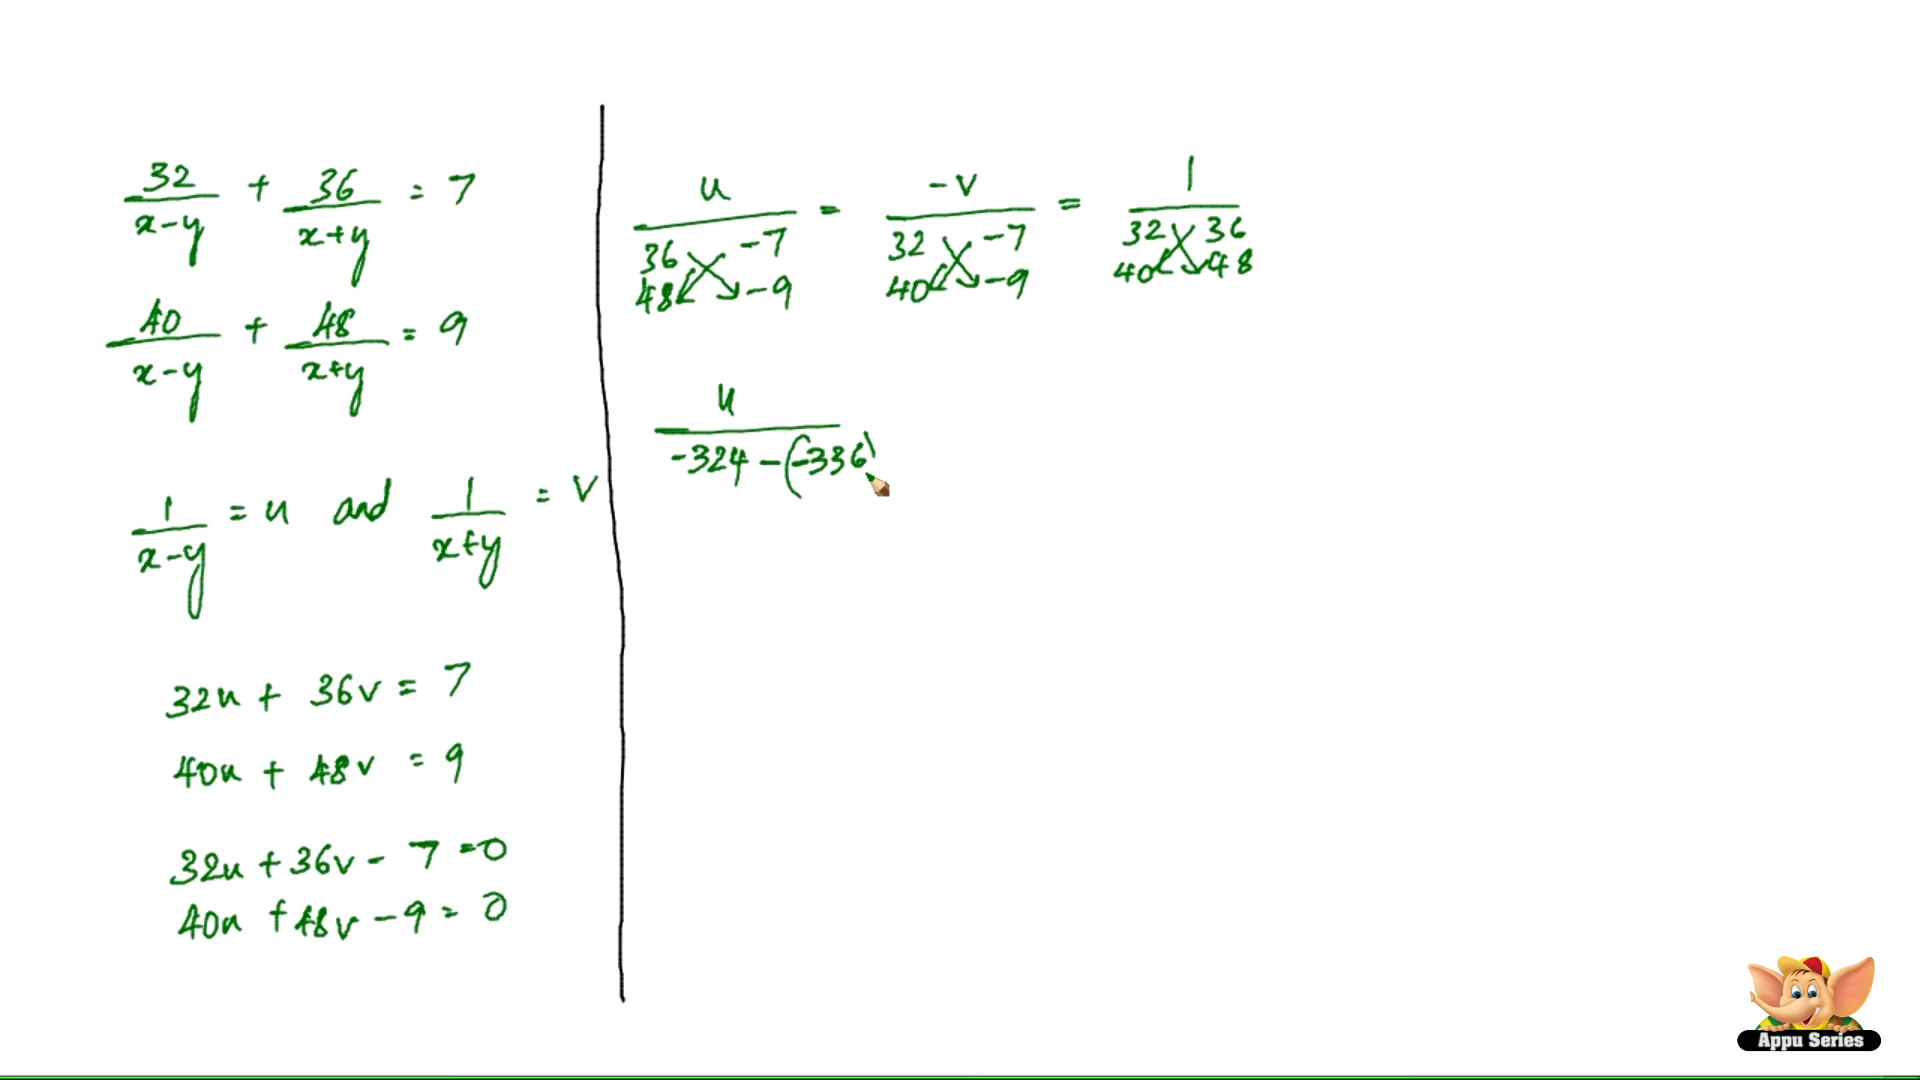 32/(x-y) + 36/(x+y) = 7
40/(x-y) + 48/(x+y) = 9
1/(x-y) = u and 1/(x+y) = v
32u + 36v = 7
40u + 48v = 9
32u + 36v - 7 = 0
40u + 48v - 9 = 0
u = -v = 1
36 -7 32 -7 32 36
48 -9 40 -9 40 48
u
-324 - (-336)
Appu Series